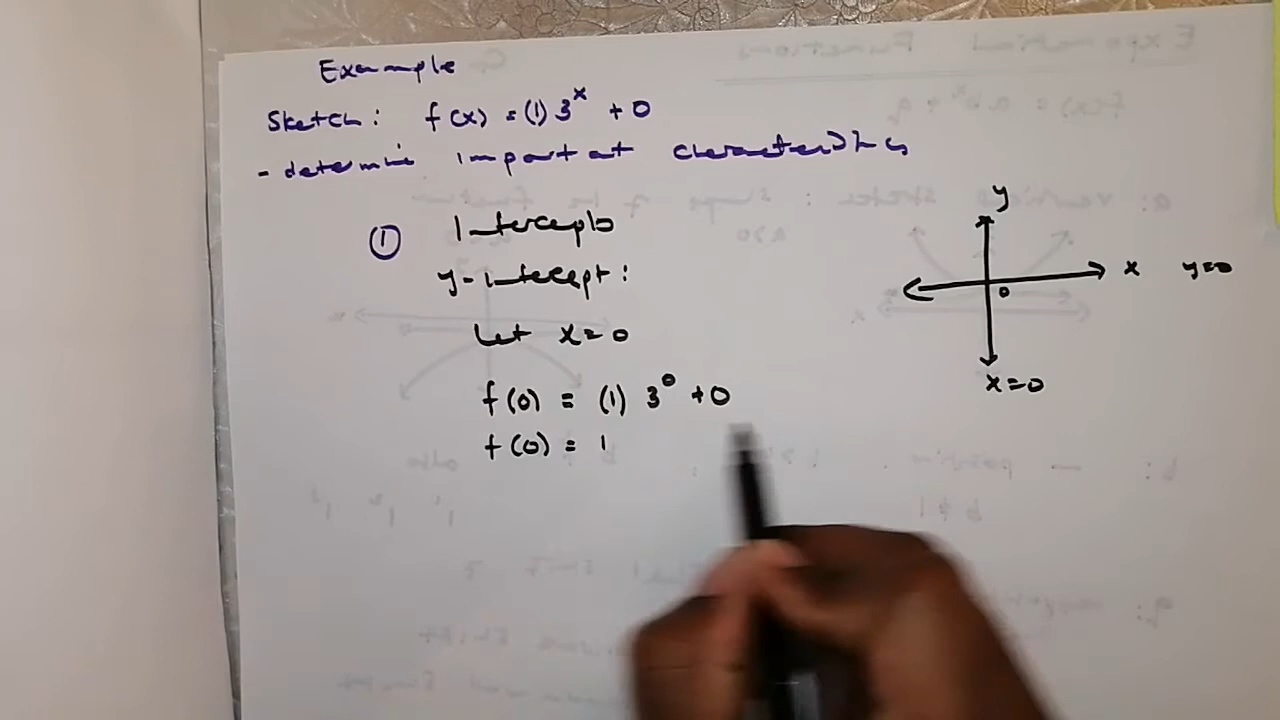 Example
Sketch: f(x) = (1) 3^x + 0
- determine important characteristics
① Intercepts
y-intercept:
Let x = 0
f(0) = (1) 3^0 + 0
f(0) = 1
y
x y=0
0
x=0